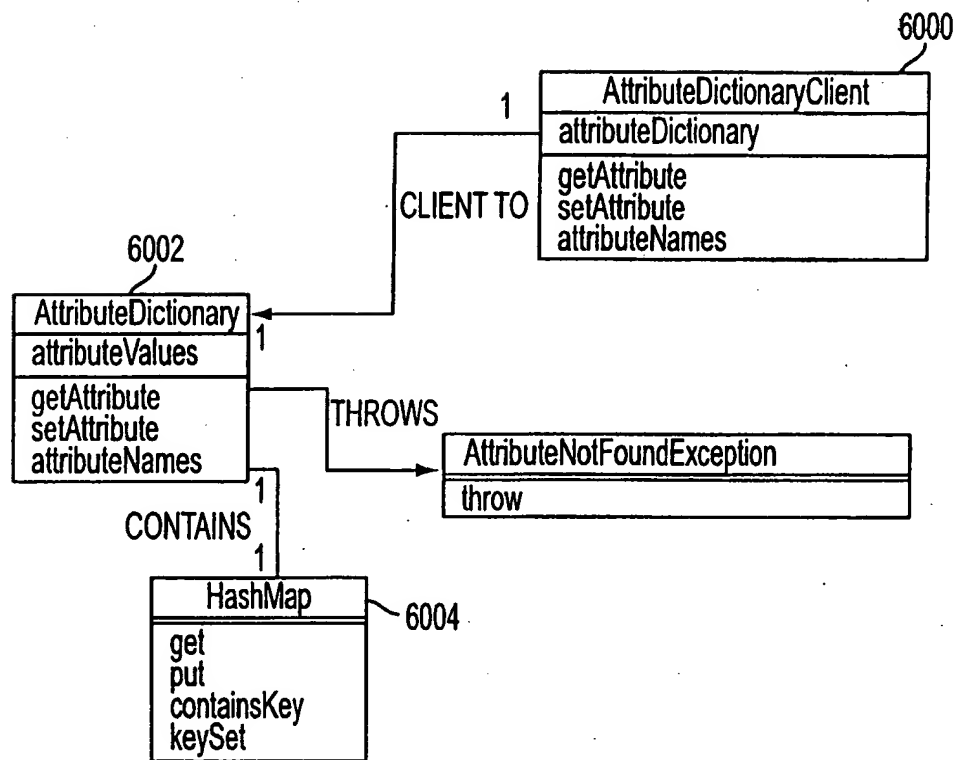 6000
AttributeDictionaryClient
1
attributeDictionary
getAttribute
setAttribute
attributeNames
CLIENT TO
6002
AttributeDictionary
1
attributeValues
getAttribute
setAttribute
attributeNames
THROWS
AttributeNotFoundException
throw
1
CONTAINS
1
HashMap
6004
get
put
containsKey
keySet